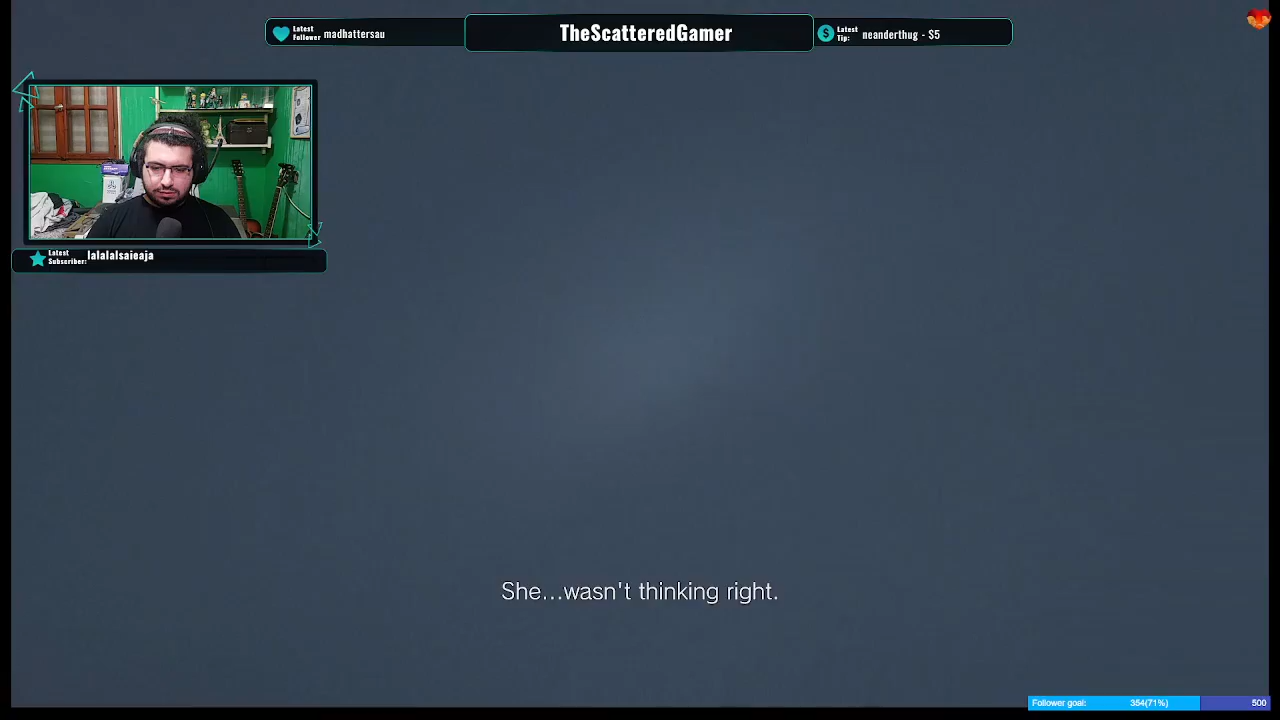 Latest
Follower
madhattersau
TheScatteredGamer
Latest
Tip:
neanderthug - $5
Latest
Subscriber:
lalalalsaieaja
She...wasn't thinking right.
Follower goal: 354(71%) 500